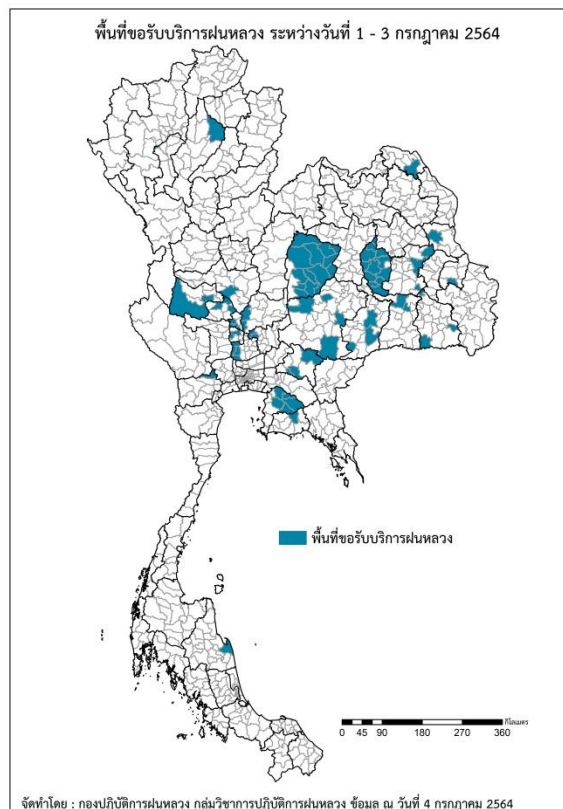 พื้นที่ขอรับบริการฝนหลวง ระหว่างวันที่ 1 - 3 กรกฎาคม 2564
พื้นที่ขอรับบริการฝนหลวง
กิโลเมตร
0 45 90 180 270 360
จัดทำโดย : กองปฏิบัติการฝนหลวง กลุ่มวิชาการปฏิบัติการฝนหลวง ข้อมูล ณ วันที่ 4 กรกฎาคม 2564